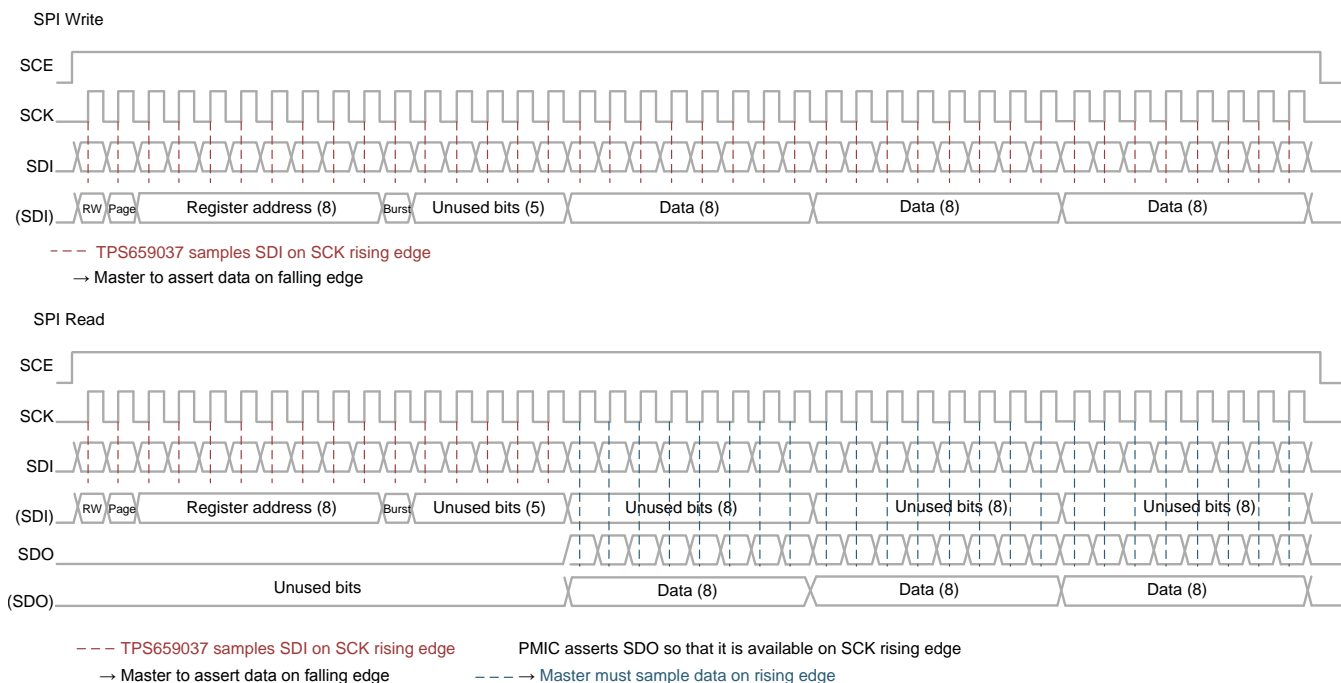 SPI Write
SCE
SCK
SDI
(SDI) RW Page Register address (8) Burst Unused bits (5) Data (8) Data (8) Data (8)
--- TPS659037 samples SDI on SCK rising edge
→ Master to assert data on falling edge
SPI Read
SCE
SCK
SDI
(SDI) RW Page Register address (8) Burst Unused bits (5) Unused bits (8) Unused bits (8) Unused bits (8)
SDO
(SDO) Unused bits Data (8) Data (8) Data (8)
--- TPS659037 samples SDI on SCK rising edge PMIC asserts SDO so that it is available on SCK rising edge
→ Master to assert data on falling edge ---→ Master must sample data on rising edge